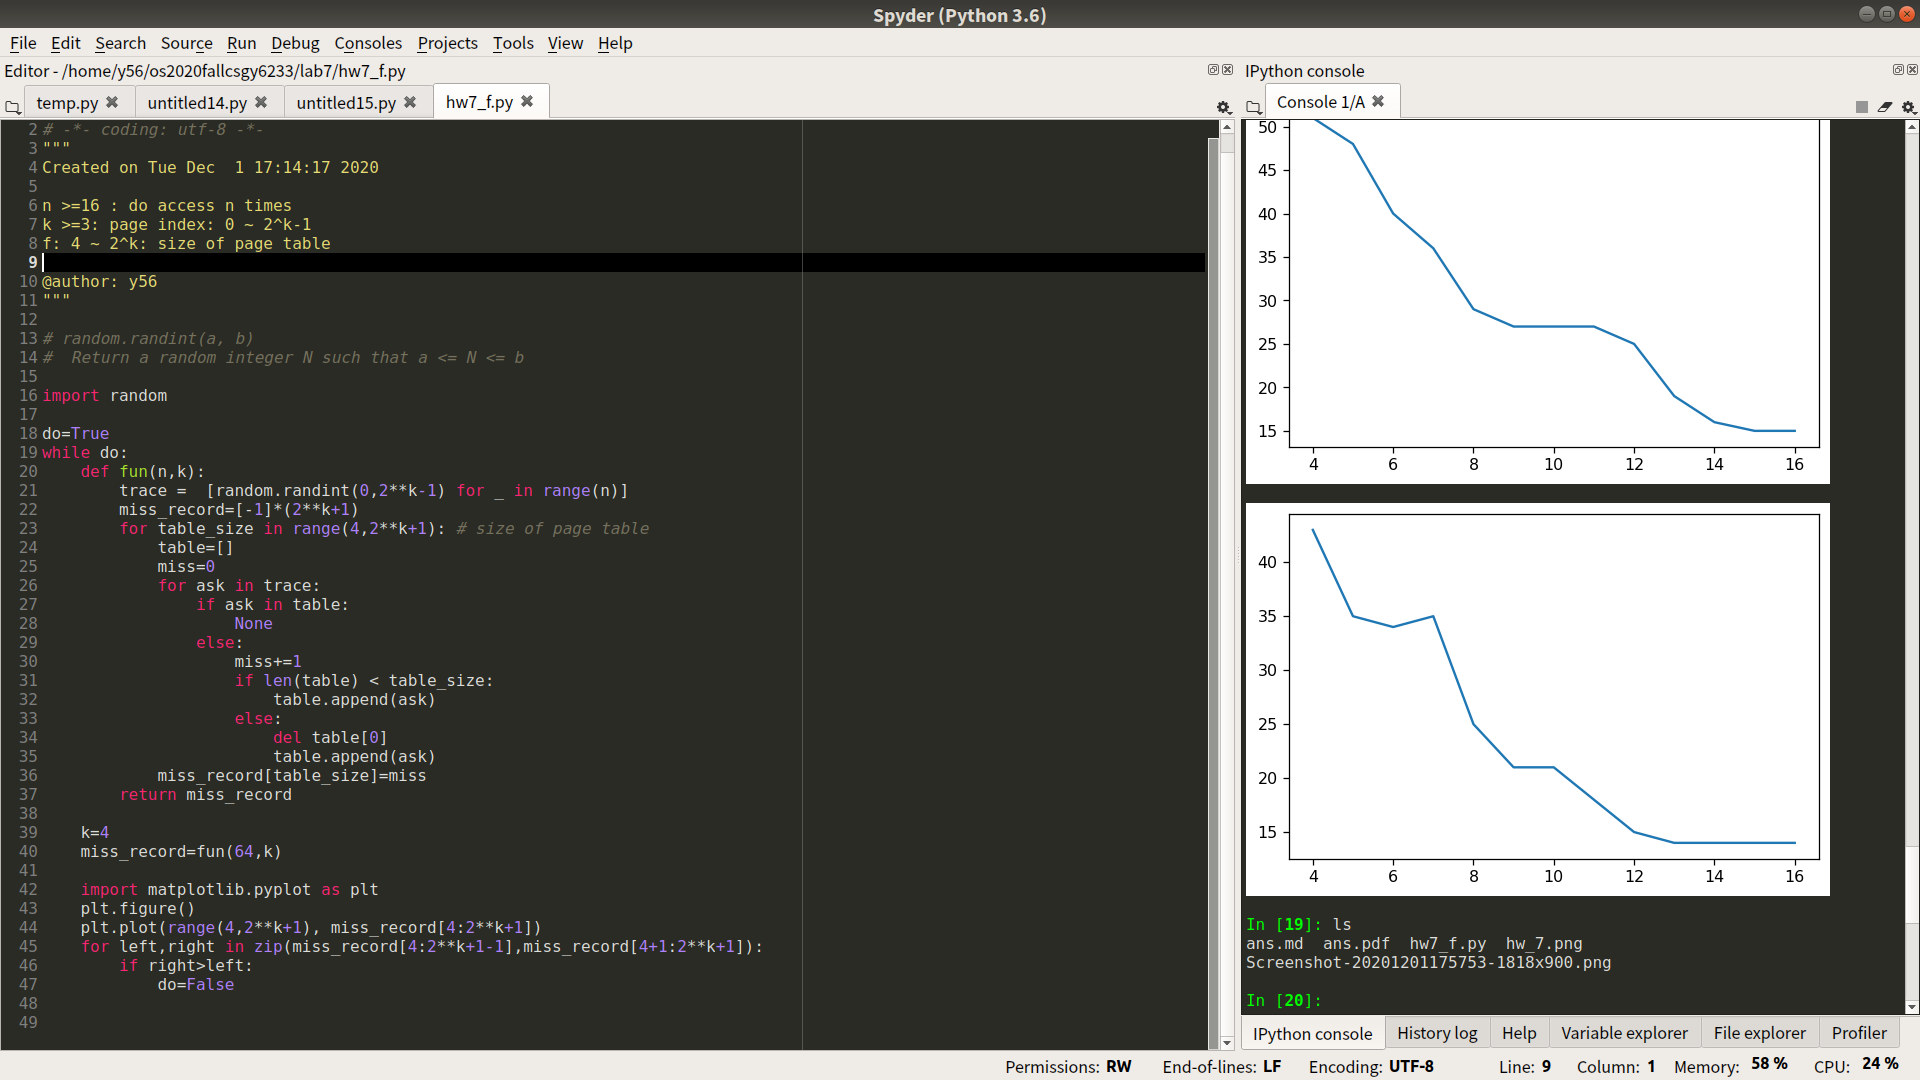 Spyder (Python 3.6)
File Edit Search Source Run Debug Consoles Projects Tools View Help
Editor - /home/y56/os2020fallcsgy6233/lab7/hw7_f.py
temp.py untitled14.py untitled15.py hw7_f.py
2 # -*- coding: utf-8 -*-
3 """
4 Created on Tue Dec  1 17:14:17 2020
5
6 n >=16 : do access n times
7 k >=3: page index: 0 ~ 2^k-1
8 f: 4 ~ 2^k: size of page table
9
10 @author: y56
11 """
12
13 # random.randint(a, b)
14 #  Return a random integer N such that a <= N <= b
15
16 import random
17
18 do=True
19 while do:
20     def fun(n,k):
21         trace =  [random.randint(0,2**k-1) for _ in range(n)]
22         miss_record=[-1]*(2**k+1)
23         for table_size in range(4,2**k+1): # size of page table
24             table=[]
25             miss=0
26             for ask in trace:
27                 if ask in table:
28                     None
29                 else:
30                     miss+=1
31                     if len(table) < table_size:
32                         table.append(ask)
33                     else:
34                         del table[0]
35                         table.append(ask)
36             miss_record[table_size]=miss
37         return miss_record
38
39     k=4
40     miss_record=fun(64,k)
41
42     import matplotlib.pyplot as plt
43     plt.figure()
44     plt.plot(range(4,2**k+1), miss_record[4:2**k+1])
45     for left,right in zip(miss_record[4:2**k+1-1],miss_record[4+1:2**k+1]):
46         if right>left:
47             do=False
48
49
IPython console
Console 1/A
50
45
40
35
30
25
20
15
4 6 8 10 12 14 16
40
35
30
25
20
15
4 6 8 10 12 14 16
In [19]: ls
ans.md  ans.pdf  hw7_f.py  hw_7.png
Screenshot-20201201175753-1818x900.png
In [20]:
IPython console History log Help Variable explorer File explorer Profiler
Permissions: RW End-of-lines: LF Encoding: UTF-8 Line: 9 Column: 1 Memory: 58 % CPU: 24 %